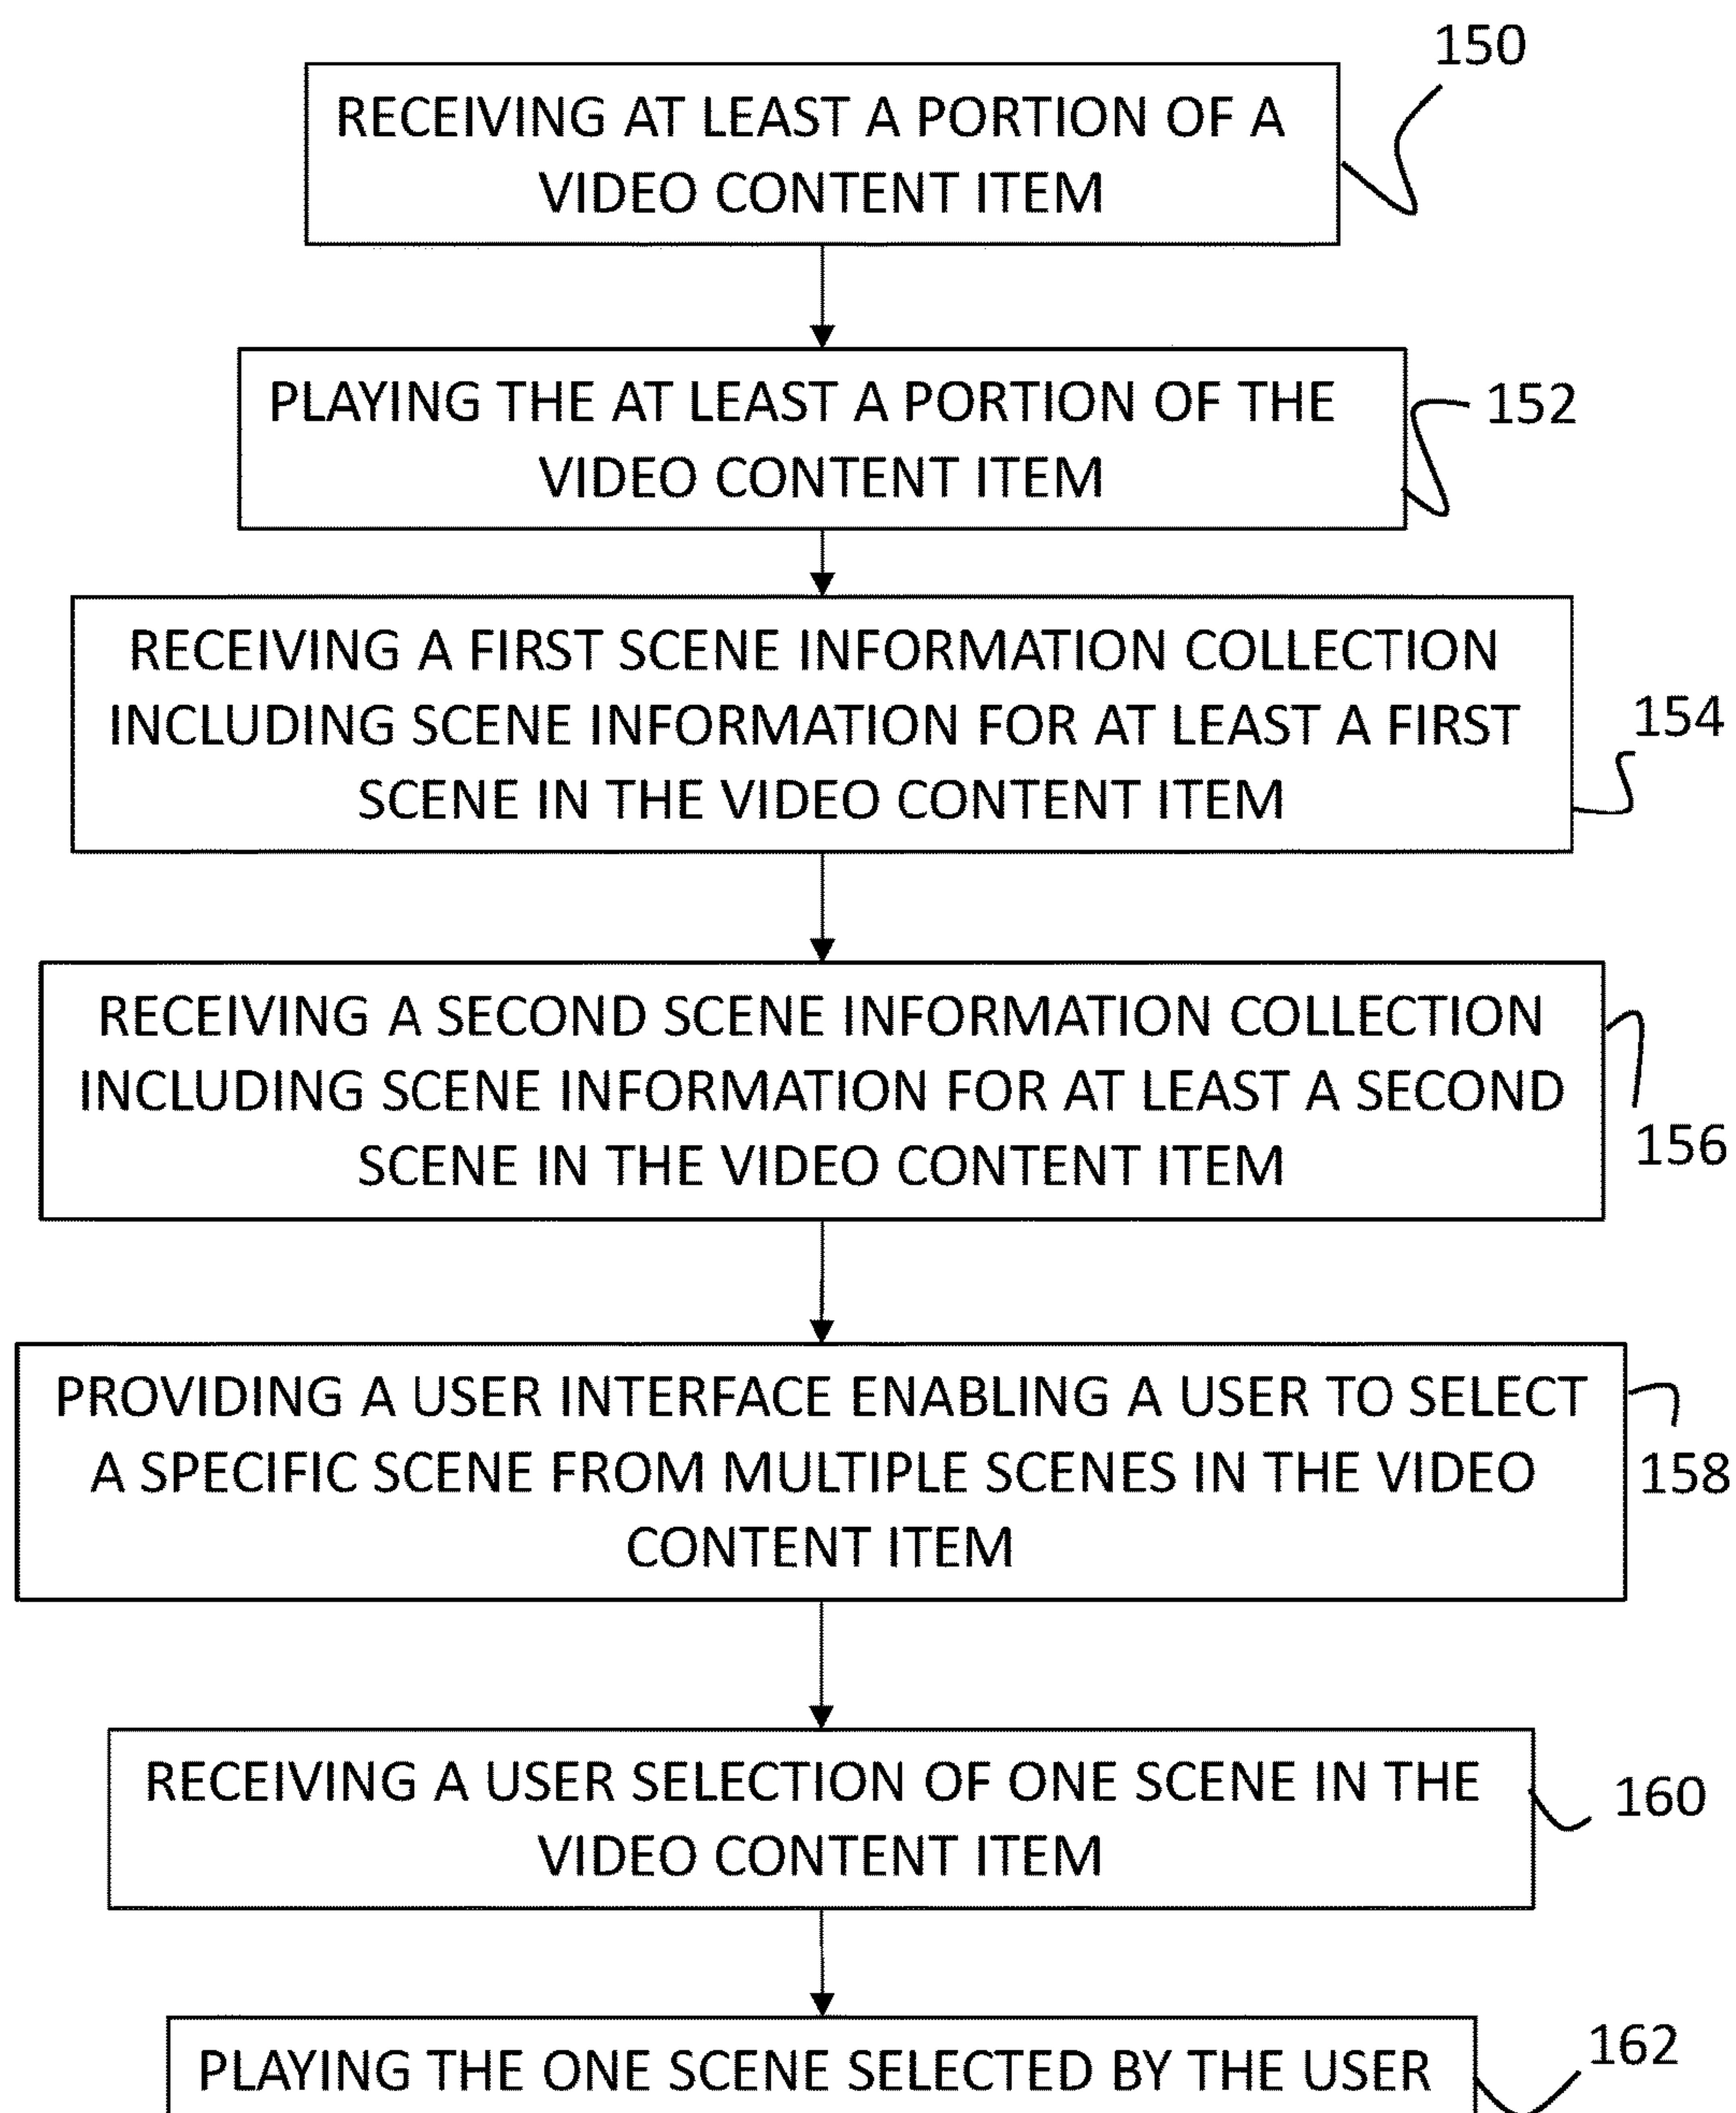 150
RECEIVING AT LEAST A PORTION OF A
VIDEO CONTENT ITEM
PLAYING THE AT LEAST A PORTION OF THE
VIDEO CONTENT ITEM
152
RECEIVING A FIRST SCENE INFORMATION COLLECTION
INCLUDING SCENE INFORMATION FOR AT LEAST A FIRST
SCENE IN THE VIDEO CONTENT ITEM
154
RECEIVING A SECOND SCENE INFORMATION COLLECTION
INCLUDING SCENE INFORMATION FOR AT LEAST A SECOND
SCENE IN THE VIDEO CONTENT ITEM
156
PROVIDING A USER INTERFACE ENABLING A USER TO SELECT
A SPECIFIC SCENE FROM MULTIPLE SCENES IN THE VIDEO
CONTENT ITEM
158
RECEIVING A USER SELECTION OF ONE SCENE IN THE
VIDEO CONTENT ITEM
160
PLAYING THE ONE SCENE SELECTED BY THE USER
162